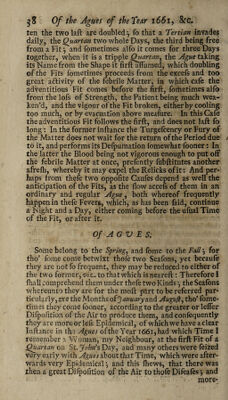 38 Of the Agues of the Year 1661, &c.
ten the two last are doubled; so that a Tertian invades
daily, the Quartan two whole Days, the third being free
from a Fit; and sometimes also it comes for three Days
together, when it is a tripple Quartan, the Ague taking
its Name from the Shape it first assumed, which doubling
of the Fits sometimes proceeds from the excess and too
great activity of the febrile Matter, in which case the
adventitious Fit comes before the first, sometimes also
from the loss of Strength, the Patient being much wea-
ken'd, and the vigour of the Fit broken, either by cooling
too much, or by evacuation above measure. In this Case
the adventitious Fit follows the first, and does not last so
long: In the former instance the Turgescency or Fury of
the Matter does not wait for the return of the Period due
to it, and performs its Despumation somewhat sooner: In
the latter the Blood being not vigorous enough to put off
the febrile Matter at once, presently substitutes another
afresh, whereby it may expel the Relicks of it: And per-
haps from these two opposite Causes depend as well the
anticipation of the Fits, as the slow access of them in an
ordinary and regular Ague, both whereof frequently
happen in these Fevers, which, as has been said, continue
a Night and a Day, either coming before the usual Time
of the Fit, or after it.
Of AGUES.
Some belong to the Spring, and some to the Fall; for
tho' some come betwixt those two Seasons, yet because
they are not so frequent, they may be reduced to either of
the two former, viz. to that which is nearest: Therefore I
shall comprehend them under these two Kinds; the Seasons
whereunto they are for the most part to be referred par-
ticularly, are the Months of January and August, tho' some-
times they come sooner, according to the greater or lesser
Disposition of the Air to produce them, and consequently
they are more or less Epidemical, of which we have a clear
Instance in the Agues of the Year 1661, had which Time I
remember a Woman, my Neighbour, at the first Fit of a
Quartan on St. John's Day, and many others were seized
very early with Agues about that Time, which were after-
wards very Epidemical; and this shews, that there was
then a great Disposition of the Air to those Diseases; and
more-